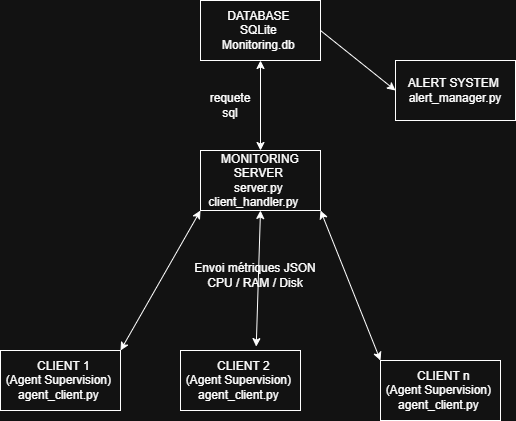 DATABASE
SQLite
Monitoring.db
ALERT SYSTEM
alert_manager.py
requete
sql
MONITORING
SERVER
server.py
client_handler.py
Envoi métriques JSON
CPU / RAM / Disk
CLIENT 1
(Agent Supervision)
agent_client.py
CLIENT 2
(Agent Supervision)
agent_client.py
CLIENT n
(Agent Supervision)
agent_client.py